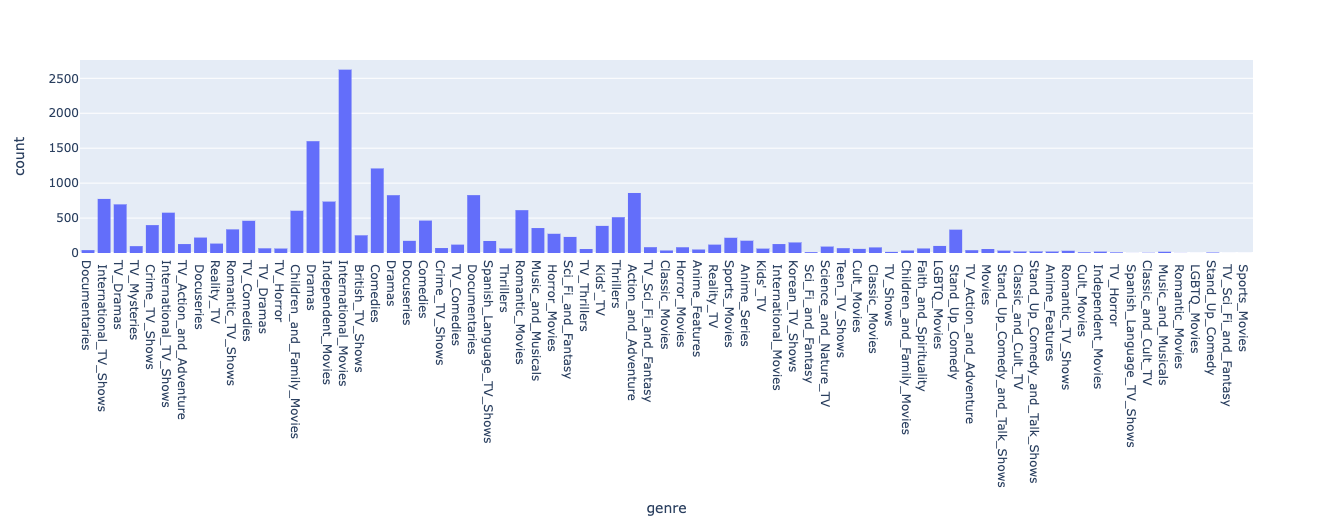 2500
2000
1500
1000
500
0
count
Documentaries
International_TV_Shows
TV_Dramas
TV_Mysteries
Crime_TV_Shows
International_TV_Shows
TV_Action_and_Adventure
Docuseries
Reality_TV
Romantic_TV_Shows
TV_Comedies
TV_Dramas
TV_Horror
Children_and_Family_Movies
Dramas
Independent_Movies
International_Movies
British_TV_Shows
Comedies
Dramas
Docuseries
Comedies
Crime_TV_Shows
TV_Comedies
Documentaries
Spanish_Language_TV_Shows
Thrillers
Romantic_Movies
Music_and_Musicals
Horror_Movies
Sci_Fi_and_Fantasy
TV_Thrillers
Kids'_TV
Thrillers
Action_and_Adventure
TV_Sci_Fi_and_Fantasy
Classic_Movies
Horror_Movies
Anime_Features
Reality_TV
Sports_Movies
Anime_Series
Kids'_TV
International_Movies
Korean_TV_Shows
Sci_Fi_and_Fantasy
Science_and_Nature_TV
Teen_TV_Shows
Cult_Movies
Classic_Movies
TV_Shows
Children_and_Family_Movies
Faith_and_Spirituality
LGBTQ_Movies
Stand_Up_Comedy
TV_Action_and_Adventure
Movies
Stand_Up_Comedy_and_Talk_Shows
Classic_and_Cult_TV
Stand_Up_Comedy_and_Talk_Shows
Anime_Features
Romantic_TV_Shows
Cult_Movies
Independent_Movies
TV_Horror
Spanish_Language_TV_Shows
Classic_and_Cult_TV
Music_and_Musicals
Romantic_Movies
LGBTQ_Movies
Stand_Up_Comedy
TV_Sci_Fi_and_Fantasy
Sports_Movies
genre